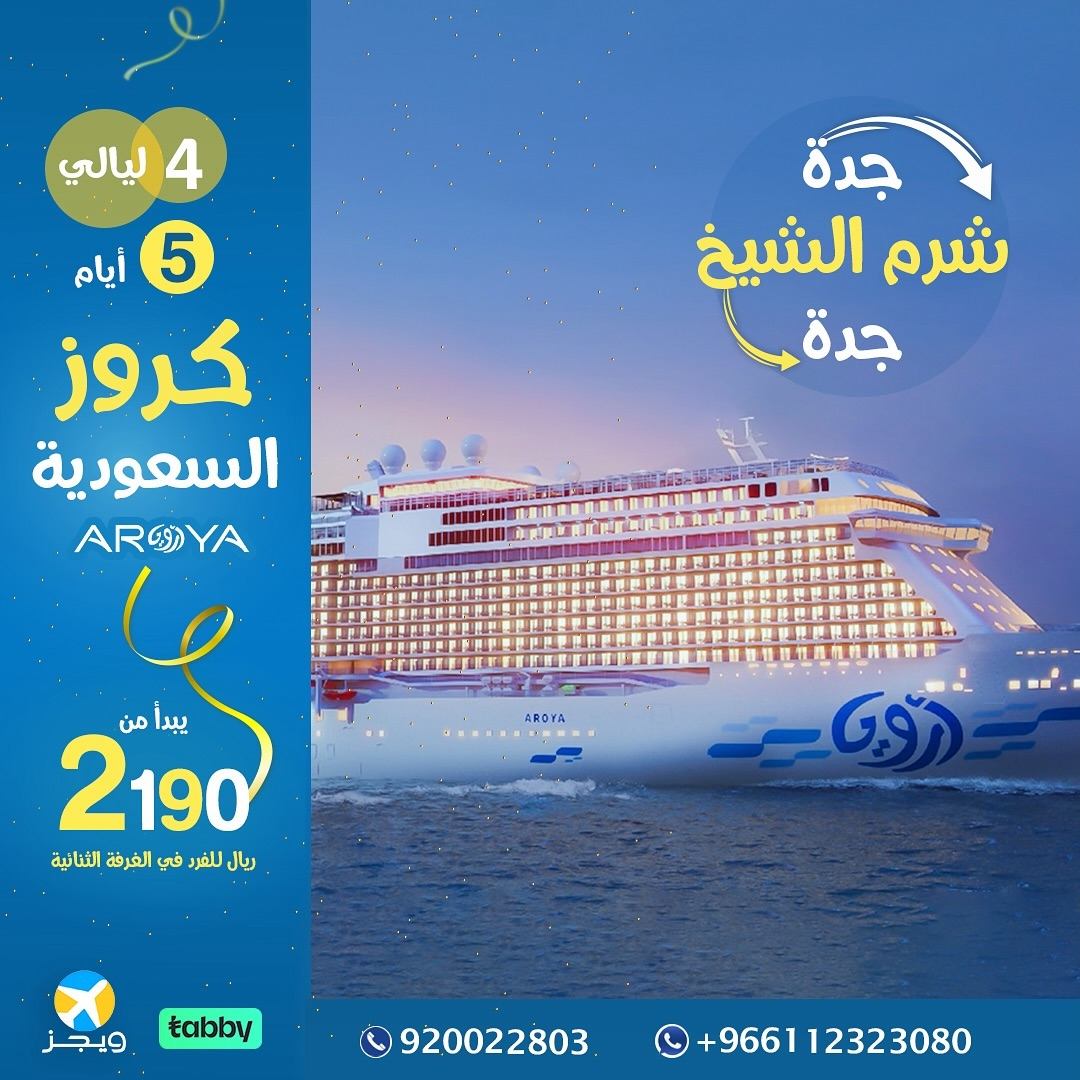 4 ليالي
5 أيام
كروز
السعودية
AROYA
يبدأ من
2190
ريال للفرد في الغرفة الثنائية
ويجز
tabby
جدة
شرم الشيخ
جدة
AROYA
أرويا
920022803
+966112323080